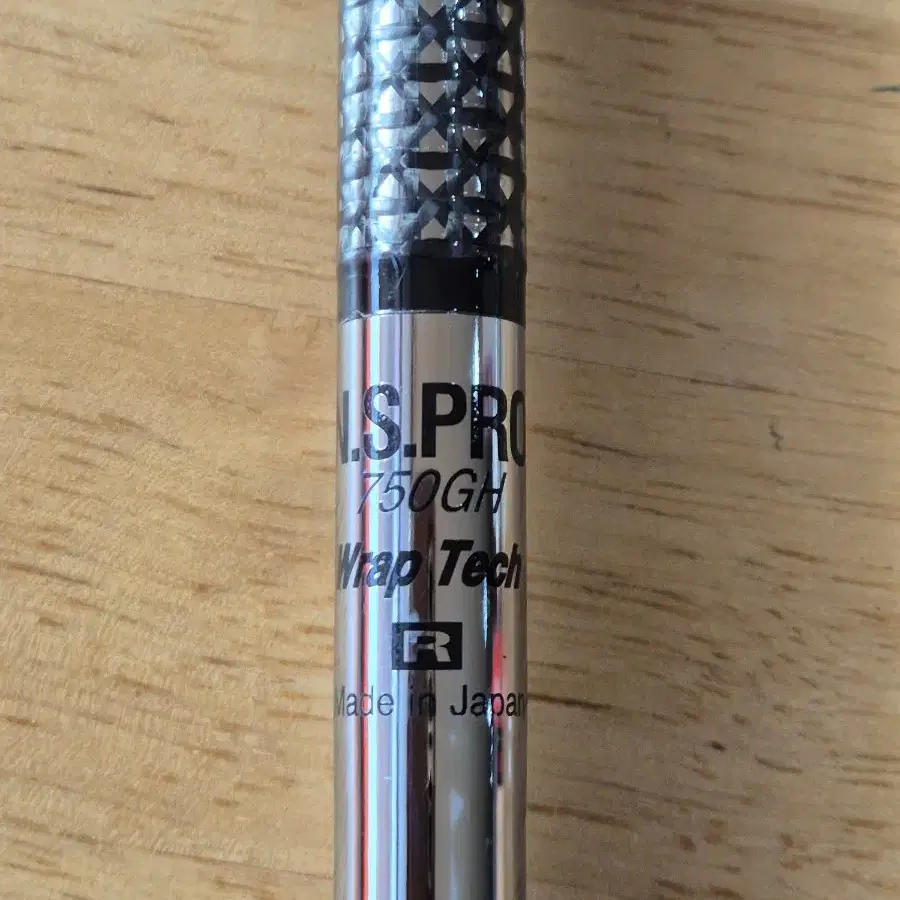 N.S.PRO
750GH
Wrap Tech
R
Made in Japan